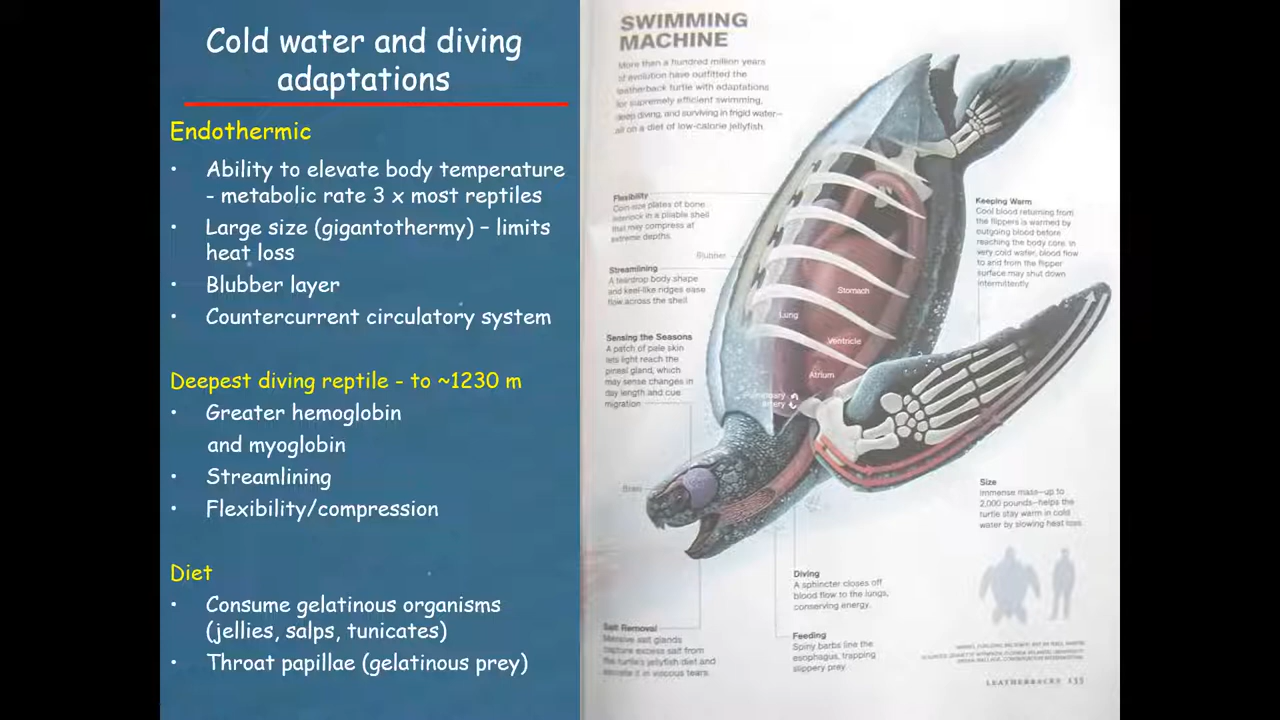 Cold water and diving
adaptations
Endothermic
• Ability to elevate body temperature
- metabolic rate 3 x most reptiles
• Large size (gigantothermy) – limits
heat loss
• Blubber layer
• Countercurrent circulatory system
Deepest diving reptile - to ~1230 m
• Greater hemoglobin
and myoglobin
• Streamlining
• Flexibility/compression
Diet
• Consume gelatinous organisms
(jellies, salps, tunicates)
• Throat papillae (gelatinous prey)
SWIMMING
MACHINE
More then a hundred million years
of evolution have outfitted the
leatherback turtle with adaptations
for supremely efficient swimming,
deep diving, and surviving in frigid water—
all on a diet of low-calorie jellyfish.
Flexibility
Coin-size plates of bone
interlock in a pliable shell
that may compress at
extreme depths.
Blubber
Streamlining
A teardrop body shape
and keel-like ridges ease
flow across the shell.
Sensing the Seasons
A patch of pale skin
lets light reach the
pineal gland, which
may sense changes in
day length and cue
migration.
Brain
Stomach
Lung
Ventricle
Atrium
Pulmonary
artery
Keeping Warm
Cool blood returning from
the flippers is warmed by
outgoing blood before
reaching the body core. In
very cold water, blood flow
to and from the flipper
surface may shut down
intermittently.
Size
Immense mass—up to
2,000 pounds—helps the
turtle stay warm in cold
water by slowing heat loss.
Diving
A sphincter closes off
blood flow to the lungs,
conserving energy.
Feeding
Spiny barbs line the
esophagus, trapping
slippery prey.
Salt Removal
Massive salt glands
capture excess salt from
the turtle's jellyfish diet and
excrete it in viscous tears.
LEATHERBACKS 135